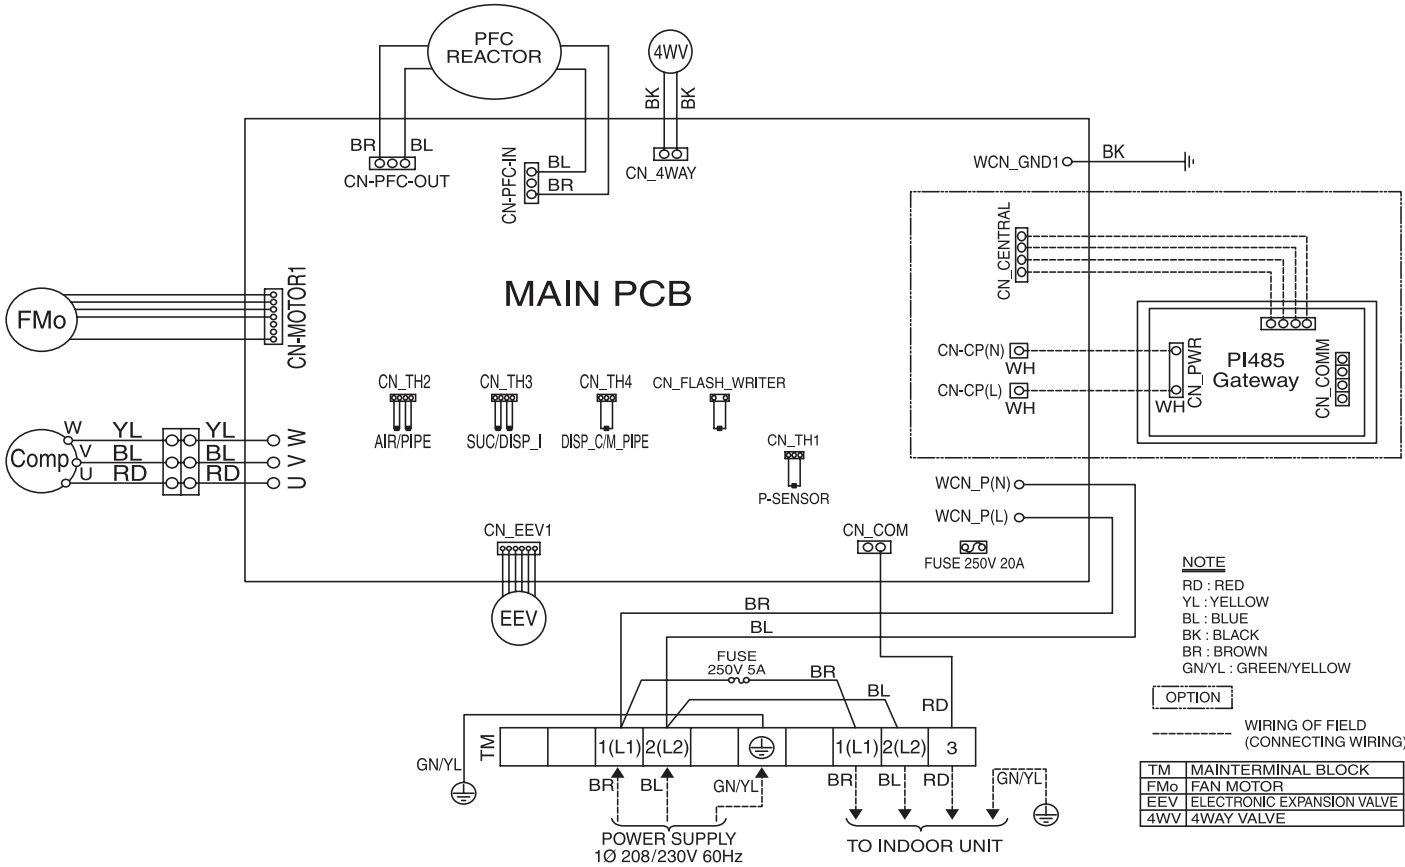 PFC
REACTOR
4WV
BK
BK
BR
BL
CN-PFC-OUT
CN-PFC-IN
BL
BR
CN_4WAY
WCN_GND1
BK
CN_CENTRAL
MAIN PCB
FMo
CN-MOTOR1
CN-CP(N)
WH
CN-CP(L)
WH
CN_PWR
WH
PI485
Gateway
CN_COMM
CN_TH2
AIR/PIPE
CN_TH3
SUC/DISP_I
CN_TH4
DISP_C/M_PIPE
CN_FLASH_WRITER
CN_TH1
P-SENSOR
Comp
W
V
U
YL
BL
RD
YL
BL
RD
W
V
U
WCN_P(N)
WCN_P(L)
CN_EEV1
EEV
CN_COM
FUSE 250V 20A
BR
BL
FUSE
250V 5A
BR
BL
RD
TM
1(L1)
2(L2)
1(L1)
2(L2)
3
GN/YL
BR
BL
GN/YL
BR
BL
RD
GN/YL
POWER SUPPLY
1Ø 208/230V 60Hz
TO INDOOR UNIT
NOTE
RD : RED
YL : YELLOW
BL : BLUE
BK : BLACK
BR : BROWN
GN/YL : GREEN/YELLOW
OPTION
WIRING OF FIELD
(CONNECTING WIRING)
TM MAINTERMINAL BLOCK
FMo FAN MOTOR
EEV ELECTRONIC EXPANSION VALVE
4WV 4WAY VALVE